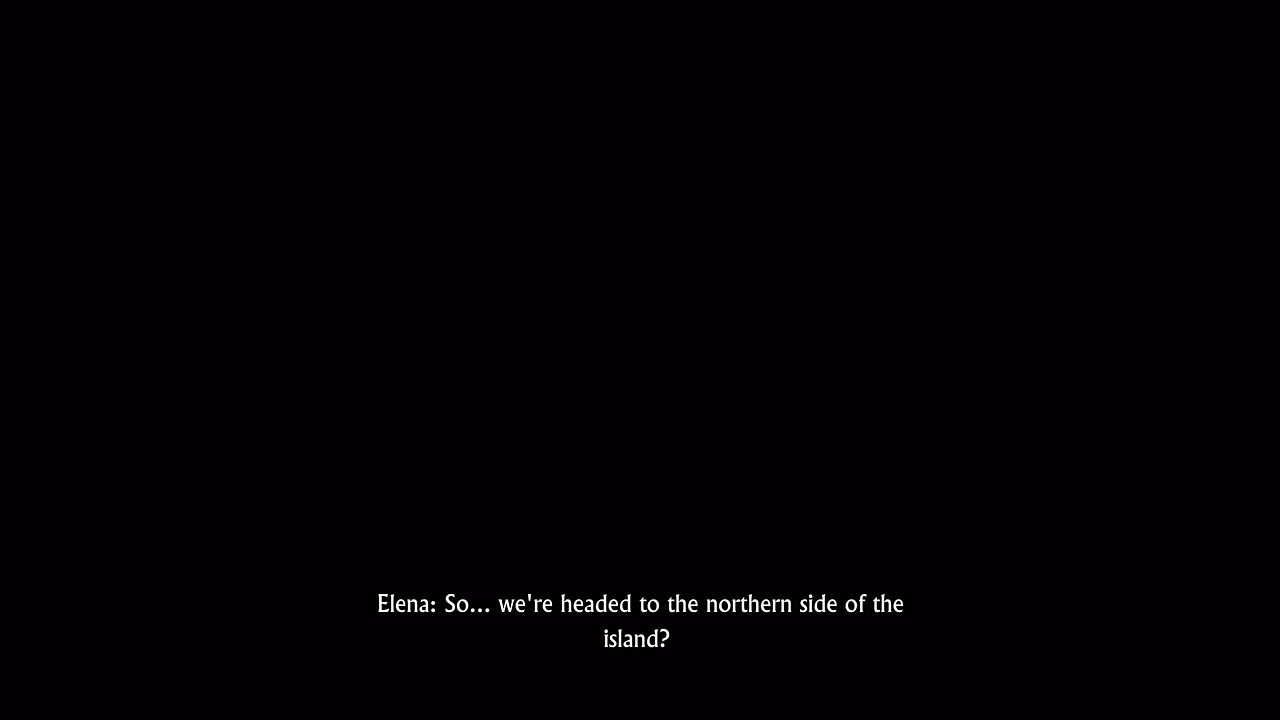 Elena: So... we're headed to the northern side of the
island?